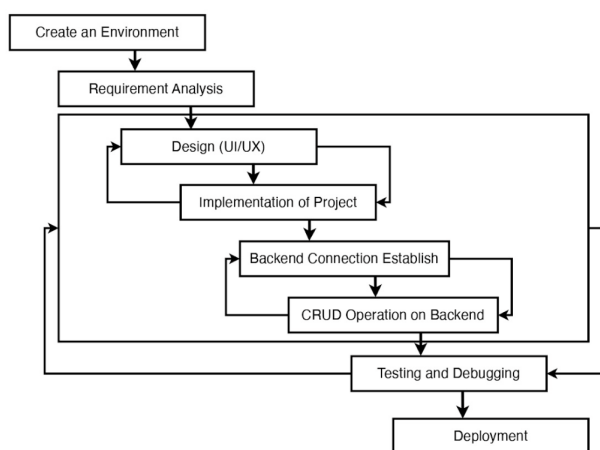 Create an Environment
Requirement Analysis
Design (UI/UX)
Implementation of Project
Backend Connection Establish
CRUD Operation on Backend
Testing and Debugging
Deployment